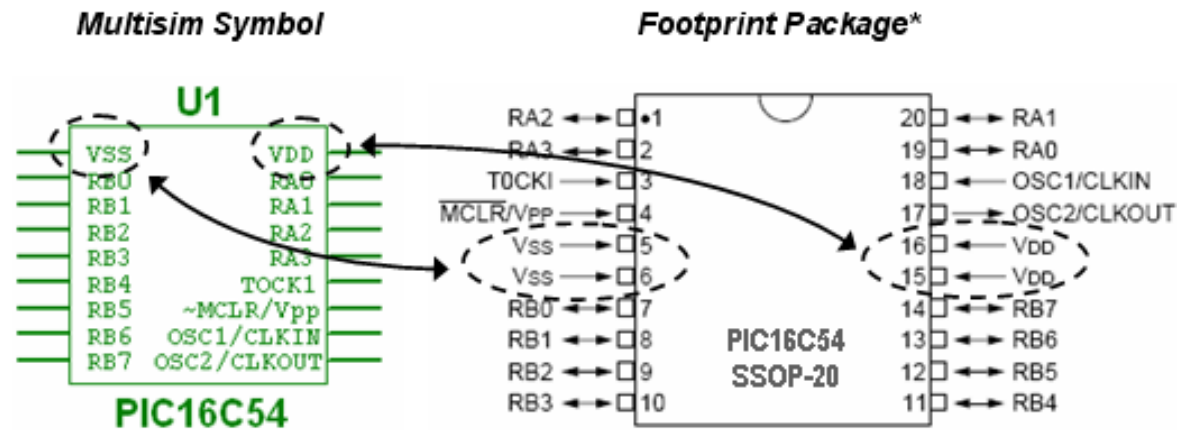 Multisim Symbol
Footprint Package*
U1
VSS VDD
RB0 RA0
RB1 RA1
RB2 RA2
RB3 RA3
RB4 TOCK1
RB5 ~MCLR/Vpp
RB6 OSC1/CLKIN
RB7 OSC2/CLKOUT
PIC16C54
RA2 •1 20 RA1
RA3 2 19 RA0
T0CKI 3 18 OSC1/CLKIN
MCLR/VPP 4 17 OSC2/CLKOUT
VSS 5 16 VDD
VSS 6 15 VDD
RB0 7 14 RB7
RB1 8 13 RB6
RB2 9 12 RB5
RB3 10 11 RB4
PIC16C54
SSOP-20